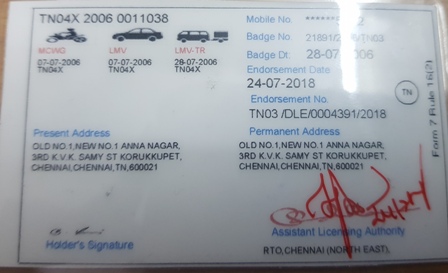 TN04X 2006 0011038
Mobile No.
Badge No
Badge Dt: 28-07-2006
MCWG LMV LMV-TR
07-07-2006 07-07-2006 28-07-2006
TN04X TN04X TN04X
Endorsement Date
24-07-2018
Endorsement No.
TN03 /DLE/0004391/2018
TN
Form 7 Rule 16(2)
Present Address
OLD NO.1,NEW NO.1 ANNA NAGAR,
3RD K.V.K. SAMY ST KORUKKUPET,
CHENNAI,CHENNAI,TN,600021
Permanent Address
OLD NO.1,NEW NO.1 ANNA NAGAR,
3RD K.V.K. SAMY ST KORUKKUPET,
CHENNAI,CHENNAI,TN,600021
Holder's Signature
Assistant Licensing Authority
RTO,CHENNAI (NORTH EAST),